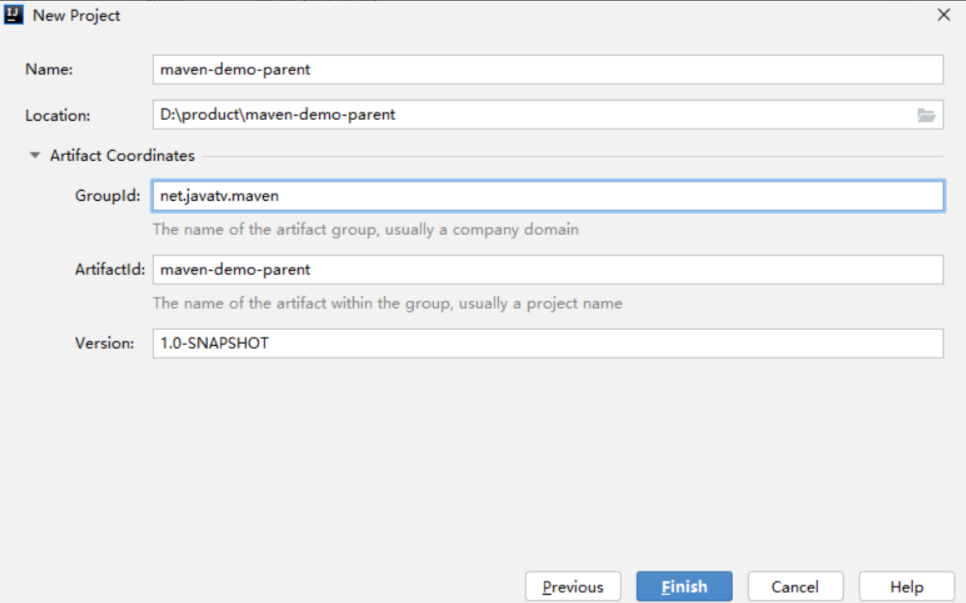 New Project
Name: maven-demo-parent
Location: D:\product\maven-demo-parent
Artifact Coordinates
GroupId: net.javatv.maven
The name of the artifact group, usually a company domain
ArtifactId: maven-demo-parent
The name of the artifact within the group, usually a project name
Version: 1.0-SNAPSHOT
Previous Finish Cancel Help